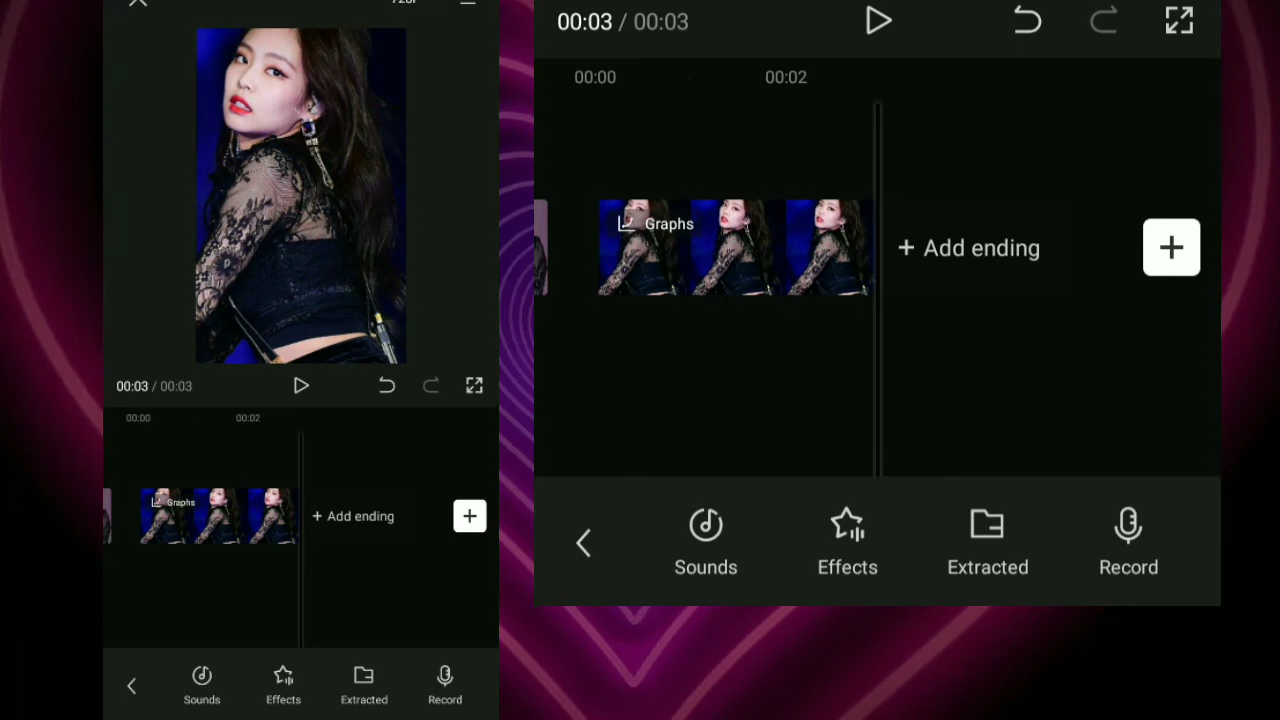 00:03 / 00:03
00:00
00:02
Graphs
+ Add ending
+
Sounds
Effects
Extracted
Record
00:03 / 00:03
00:00
00:02
Graphs
+ Add ending
+
Sounds
Effects
Extracted
Record